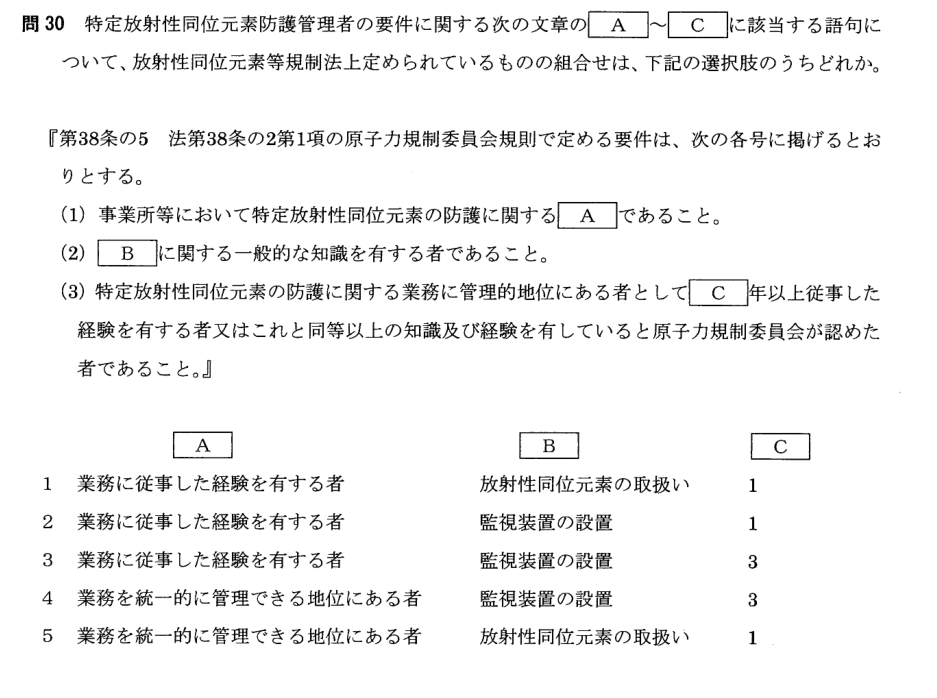 問30 特定放射性同位元素防護管理者の要件に関する次の文章の A ～ C に該当する語句に
ついて、放射性同位元素等規制法上定められているものの組合せは、下記の選択肢のうちどれか。
『第38条の5 法第38条の2第1項の原子力規制委員会規則で定める要件は、次の各号に掲げるとお
りとする。
(1) 事業所等において特定放射性同位元素の防護に関する A であること。
(2) B に関する一般的な知識を有する者であること。
(3) 特定放射性同位元素の防護に関する業務に管理的地位にある者として C 年以上従事した
経験を有する者又はこれと同等以上の知識及び経験を有していると原子力規制委員会が認めた
者であること。』
A B C
1 業務に従事した経験を有する者 放射性同位元素の取扱い 1
2 業務に従事した経験を有する者 監視装置の設置 1
3 業務に従事した経験を有する者 監視装置の設置 3
4 業務を統一的に管理できる地位にある者 監視装置の設置 3
5 業務を統一的に管理できる地位にある者 放射性同位元素の取扱い 1